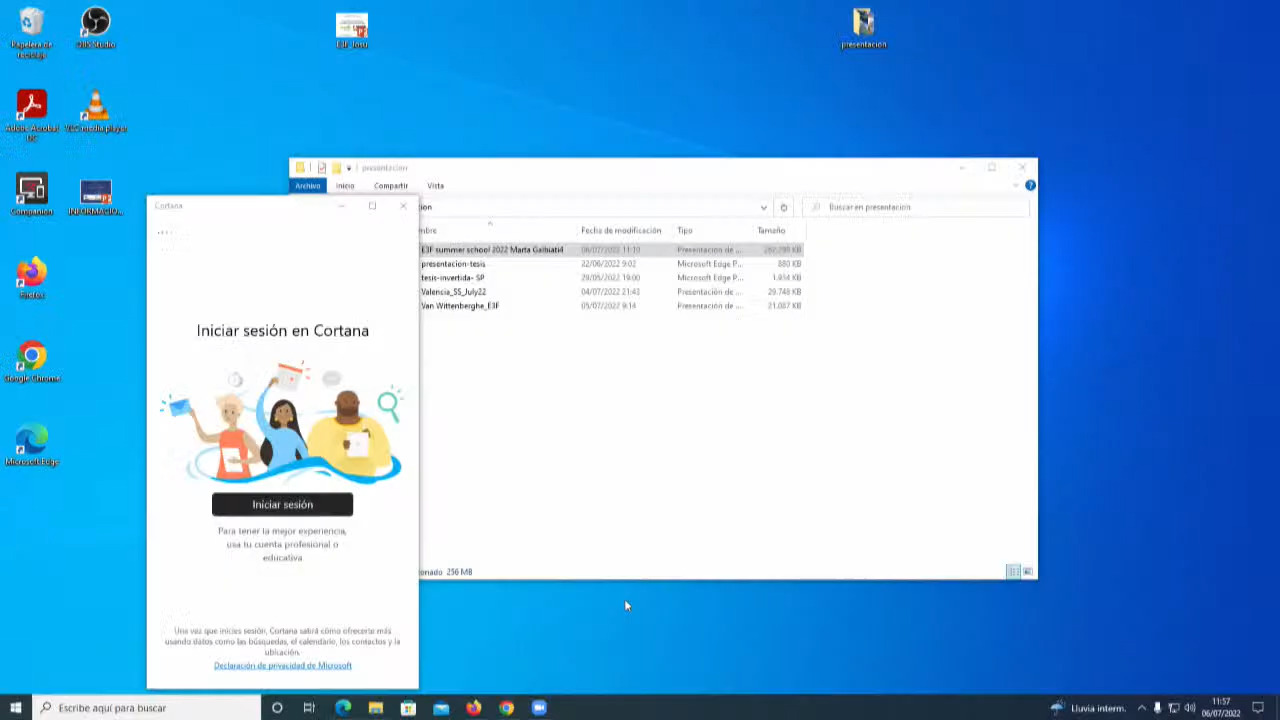 Papelera de
reciclaje
OBS Studio
E3F_Josu
presentacion
Adobe Acrobat
DC
VLC media player
Companion
INFORMACIO...
Firefox
Google Chrome
Microsoft Edge
presentacion
Archivo
Inicio
Compartir
Vista
Buscar en presentacion
Fecha de modificación
Tipo
Tamaño
E3F summer school 2022 Marta Galbiati4
06/07/2022 11:10
Presentación de ...
presentacion-tesis
22/06/2022 9:02
Microsoft Edge P...
880 KB
tesis-invertida- SP
Microsoft Edge P...
1.934 KB
Valencia_SS_July22
04/07/2022 21:43
Presentación de ...
29.748 KB
Van Wittenberghe_E3F
05/07/2022 9:14
Presentación de ...
21.087 KB
256 MB
Cortana
Iniciar sesión en Cortana
Iniciar sesión
Para tener la mejor experiencia,
usa tu cuenta profesional o
educativa
Una vez que inicies sesión, Cortana sabrá cómo ofrecerte más
usando datos como las búsquedas, el calendario, los contactos y la
ubicación.
Declaración de privacidad de Microsoft
Escribe aquí para buscar
Lluvia interm.
11:57
06/07/2022